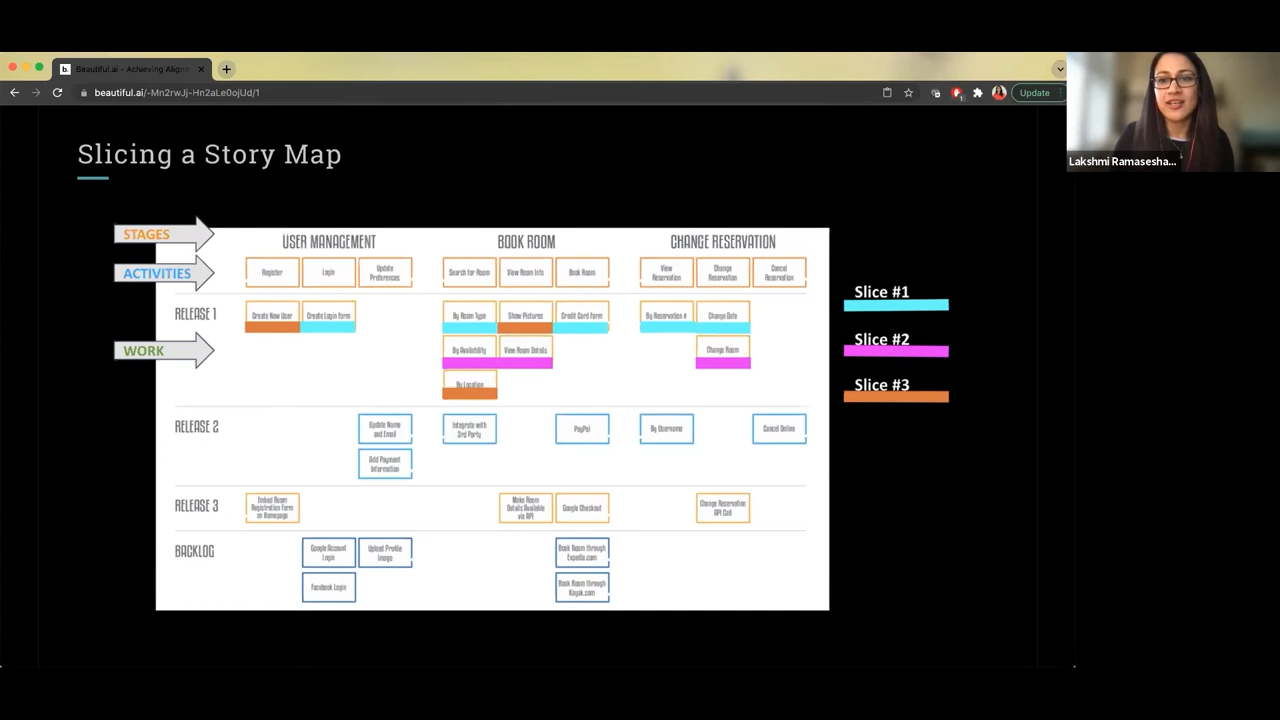 Beautiful.ai - Achieving Align
beautiful.ai/-Mn2rwJj-Hn2aLe0ojUd/1
Update
Lakshmi Ramasesha...
Slicing a Story Map
STAGES
USER MANAGEMENT
BOOK ROOM
CHANGE RESERVATION
ACTIVITIES
Register
Login
Update
Preferences
Search for Room
View Room Info
Book Room
View
Reservation
Change
Reservation
Cancel
Reservation
RELEASE 1
Create New User
Create Login Form
By Room Type
Show Pictures
Credit Card Form
By Reservation #
Change Date
WORK
By Availability
View Room Details
Change Room
By Location
Slice #1
Slice #2
Slice #3
RELEASE 2
Update Name
and Email
Integrate with
3rd Party
PayPal
By Username
Cancel Online
Add Payment
Information
RELEASE 3
Embed Room
Registration Form
on Homepage
Make Room
Details Available
via API
Google Checkout
Change Reservation
API Call
BACKLOG
Google Account
Login
Upload Profile
Image
Book Room through
Expedia.com
Facebook Login
Book Room through
Kayak.com